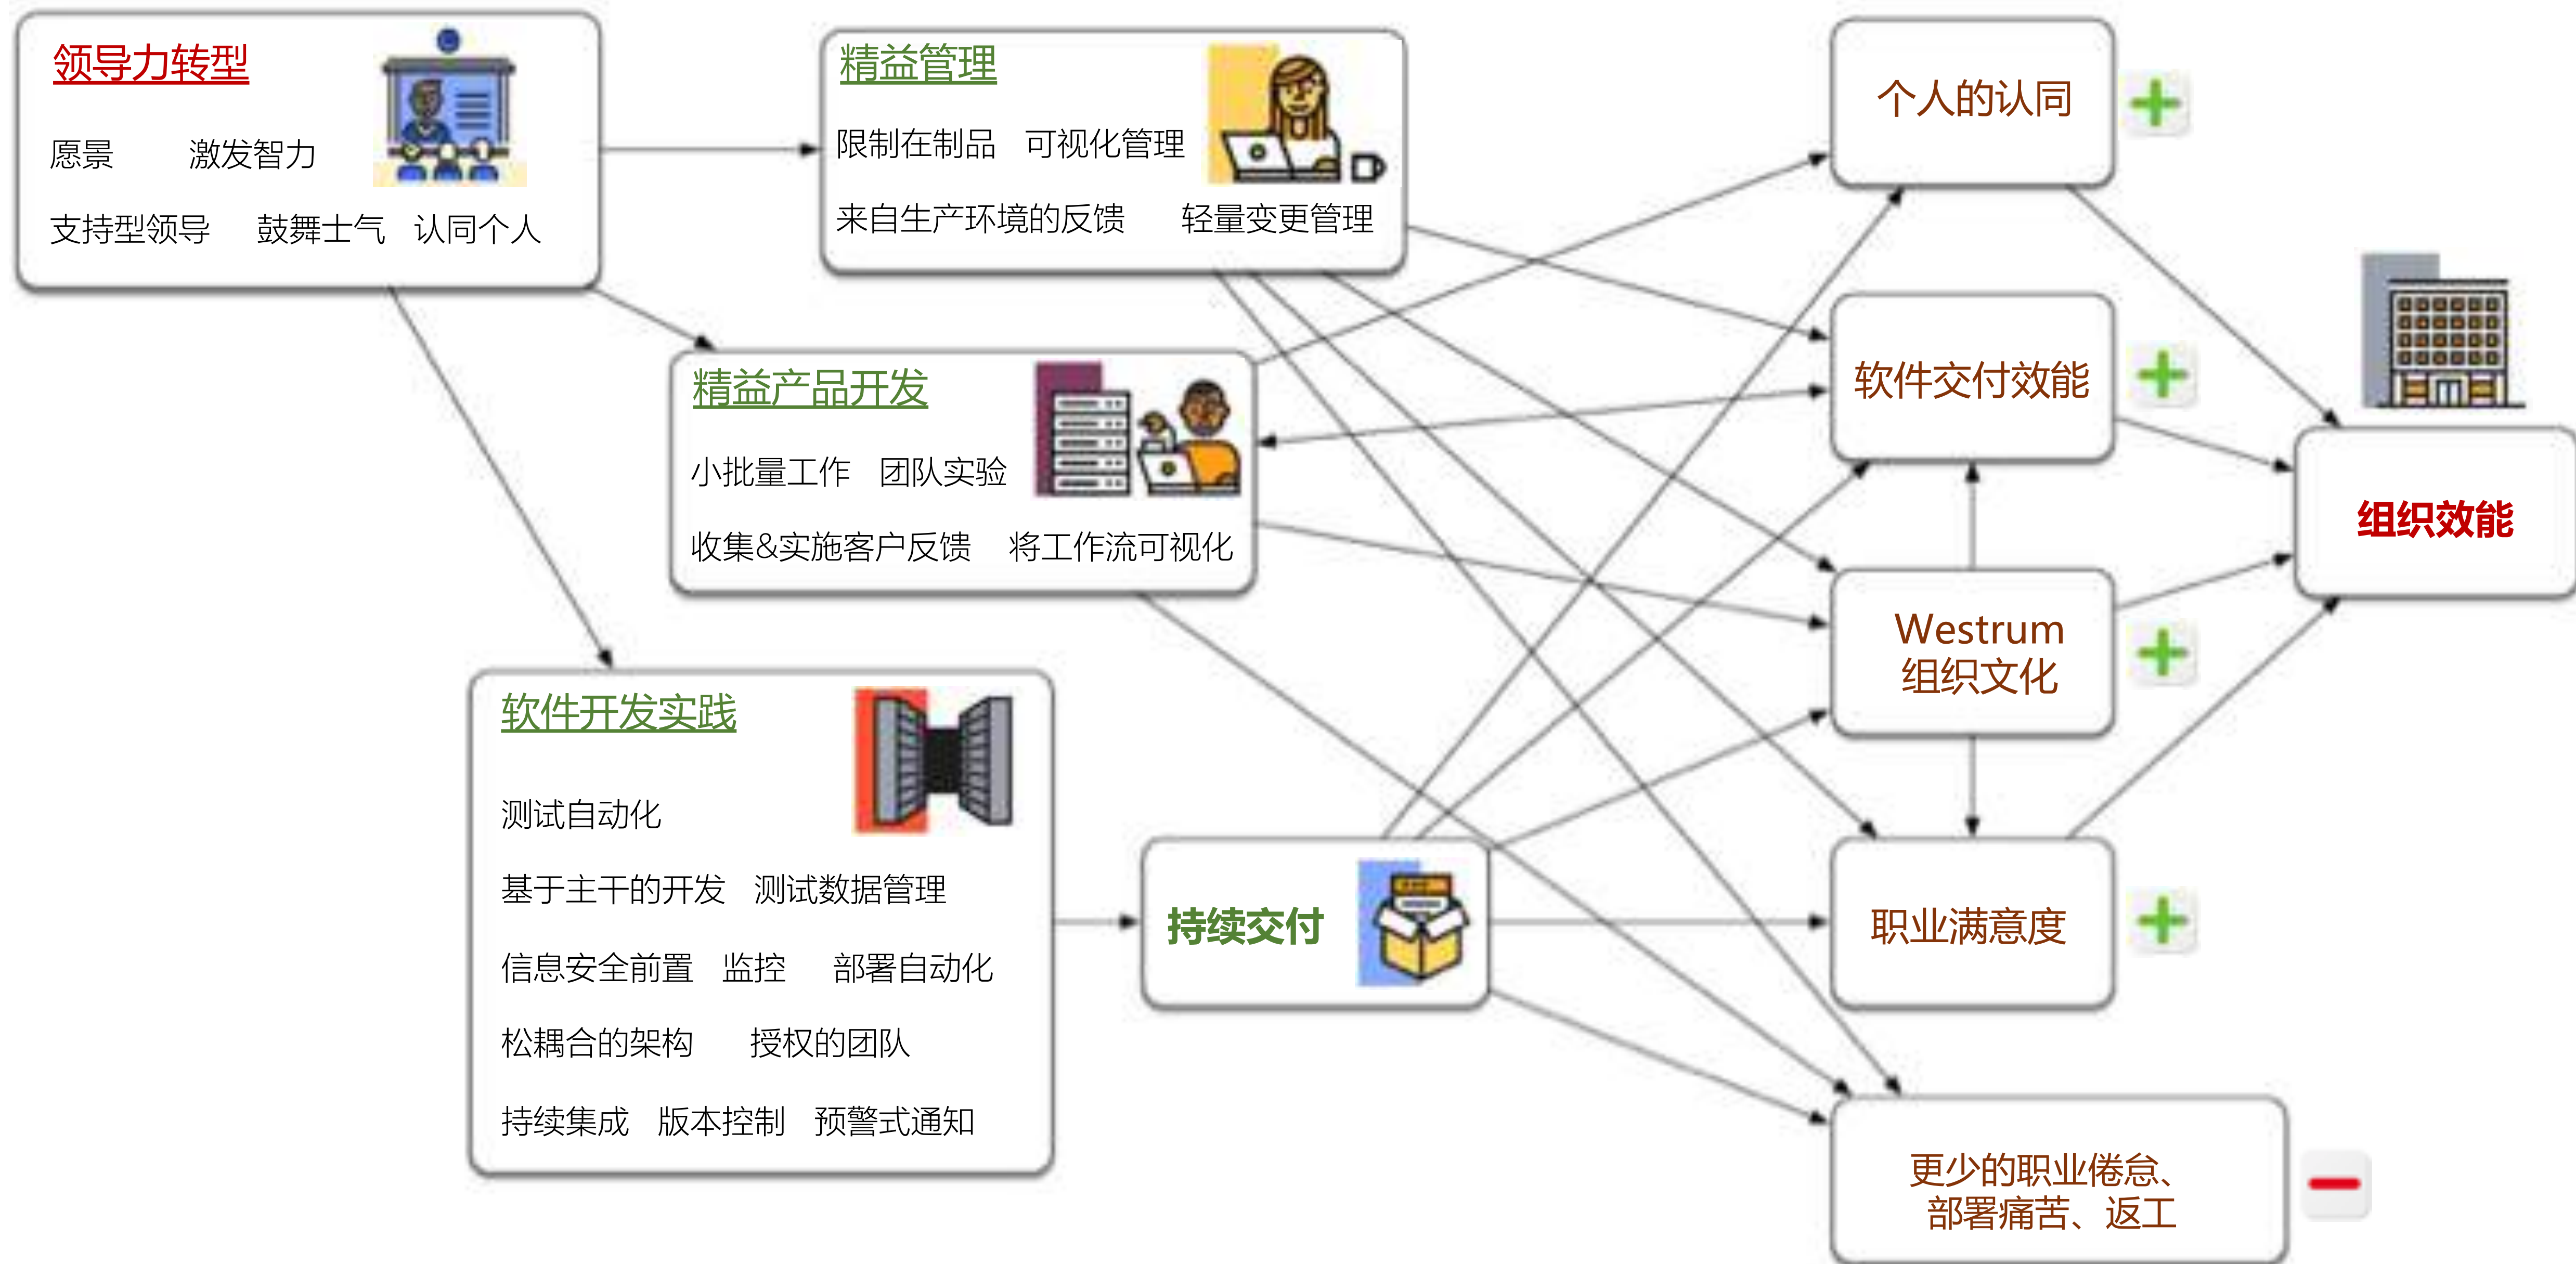 领导力转型
愿景 激发智力
支持型领导 鼓舞士气 认同个人
精益管理
限制在制品 可视化管理
来自生产环境的反馈 轻量变更管理
精益产品开发
小批量工作 团队实验
收集&实施客户反馈 将工作流可视化
软件开发实践
测试自动化
基于主干的开发 测试数据管理
信息安全前置 监控 部署自动化
松耦合的架构 授权的团队
持续集成 版本控制 预警式通知
持续交付
个人的认同
软件交付效能
Westrum
组织文化
职业满意度
更少的职业倦怠、
部署痛苦、返工
组织效能